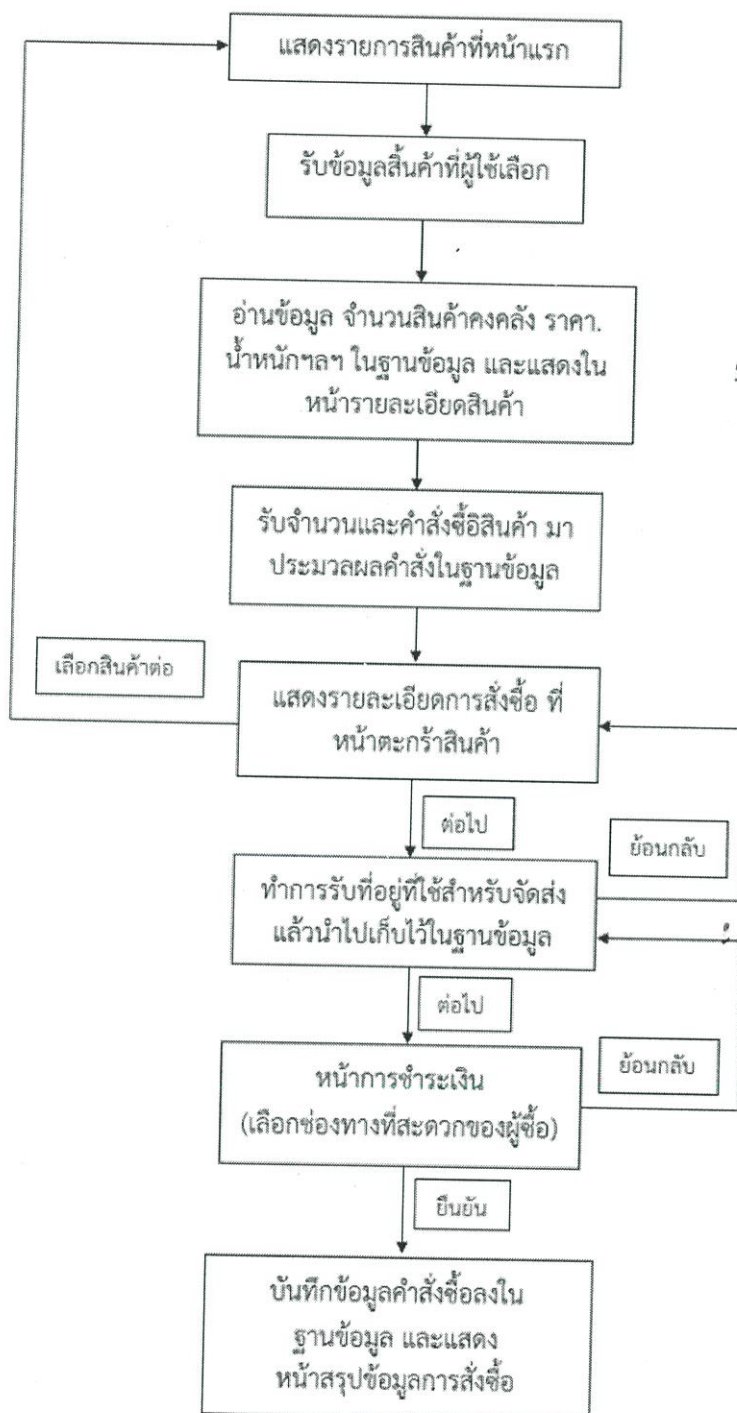 แสดงรายการสินค้าที่หน้าแรก
รับข้อมูลสิ้นค้าที่ผู้ใช้เลือก
อ่านข้อมูล จำนวนสินค้าคงคลัง ราคา.
น้ำหนักฯลฯ ในฐานข้อมูล และแสดงใน
หน้ารายละเอียดสินค้า
รับจำนวนและคำสั่งซื้อิสินค้า มา
ประมวลผลคำสั่งในฐานข้อมูล
เลือกสินค้าต่อ
แสดงรายละเอียดการสั่งซื้อ ที่
หน้าตะกร้าสินค้า
ต่อไป
ย้อนกลับ
ทำการรับที่อยู่ที่ใช้สำหรับจัดส่ง
แล้วนำไปเก็บไว้ในฐานข้อมูล
ต่อไป
ย้อนกลับ
หน้าการชำระเงิน
(เลือกช่องทางที่สะดวกของผู้ซื้อ)
ยืนยัน
บันทึกข้อมูลคำสั่งซื้อลงใน
ฐานข้อมูล และแสดง
หน้าสรุปข้อมูลการสั่งซื้อ